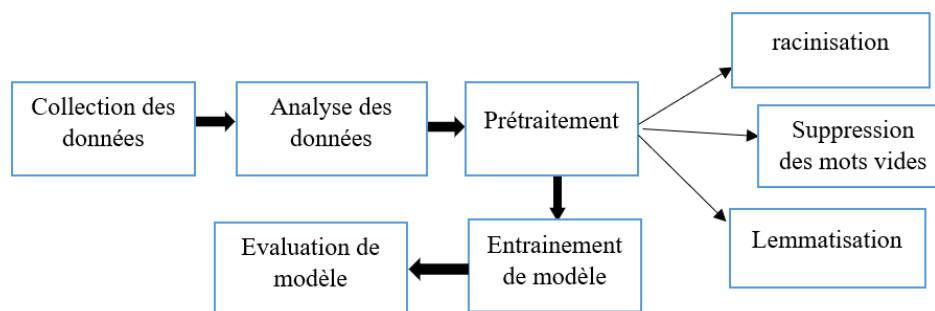 Collection des
données
Analyse des
données
Prétraitement
racinisation
Suppression
des mots vides
Lemmatisation
Entrainement
de modèle
Evaluation de
modèle